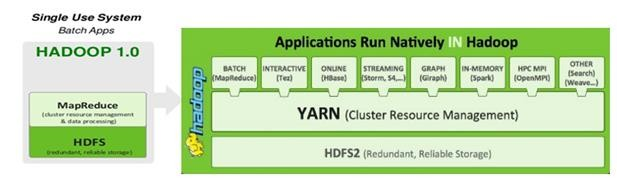 Single Use System
Batch Apps
HADOOP 1.0
MapReduce
(cluster resource management
& data processing)
HDFS
(redundant, reliable storage)
Applications Run Natively IN Hadoop
hadoop
BATCH
(MapReduce)
INTERACTIVE
(Tez)
ONLINE
(HBase)
STREAMING
(Storm, S4,...)
GRAPH
(Giraph)
IN-MEMORY
(Spark)
HPC MPI
(OpenMPI)
OTHER
(Search)
(Weave...)
YARN (Cluster Resource Management)
HDFS2 (Redundant, Reliable Storage)